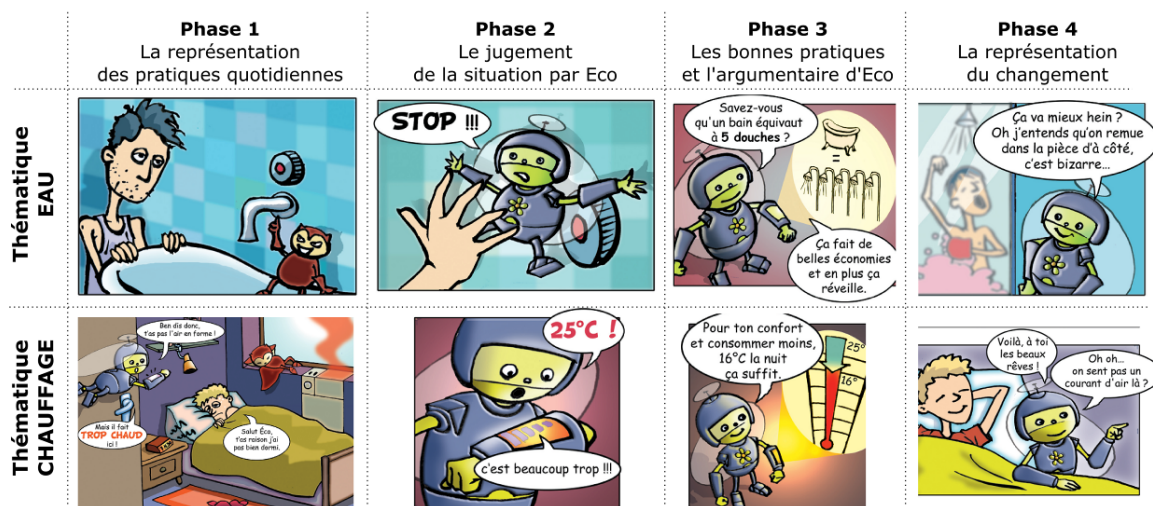 Phase 1
La représentation
des pratiques quotidiennes
Phase 2
Le jugement
de la situation par Eco
Phase 3
Les bonnes pratiques
et l'argumentaire d'Eco
Phase 4
La représentation
du changement
Thématique
EAU
STOP !!!
Savez-vous
qu'un bain équivaut
à 5 douches ?
=
Ça fait de
belles économies
et en plus ça
réveille.
Ça va mieux hein ?
Oh j'entends qu'on remue
dans la pièce d'à côté,
c'est bizarre...
Thématique
CHAUFFAGE
Ben dis donc,
t'as pas l'air en forme !
Mais il fait
TROP CHAUD
ici !
Salut Éco,
t'as raison j'ai
pas bien dormi.
25°C !
c'est beaucoup trop !!!
Pour ton confort
et consommer moins,
16°C la nuit
ça suffit.
25°
16°
Voilà, à toi
les beaux
rêves !
Oh oh...
on sent pas un
courant d'air là ?